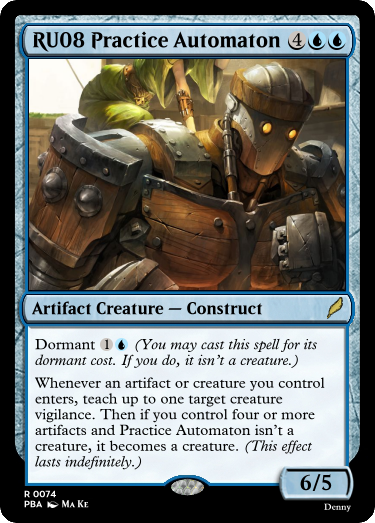 RU08 Practice Automaton 4
Artifact Creature — Construct
Dormant 1 (You may cast this spell for its
dormant cost. If you do, it isn't a creature.)
Whenever an artifact or creature you control
enters, teach up to one target creature
vigilance. Then if you control four or more
artifacts and Practice Automaton isn't a
creature, it becomes a creature. (This effect
lasts indefinitely.)
6/5
R 0074
PBA Ma Ke
Denny